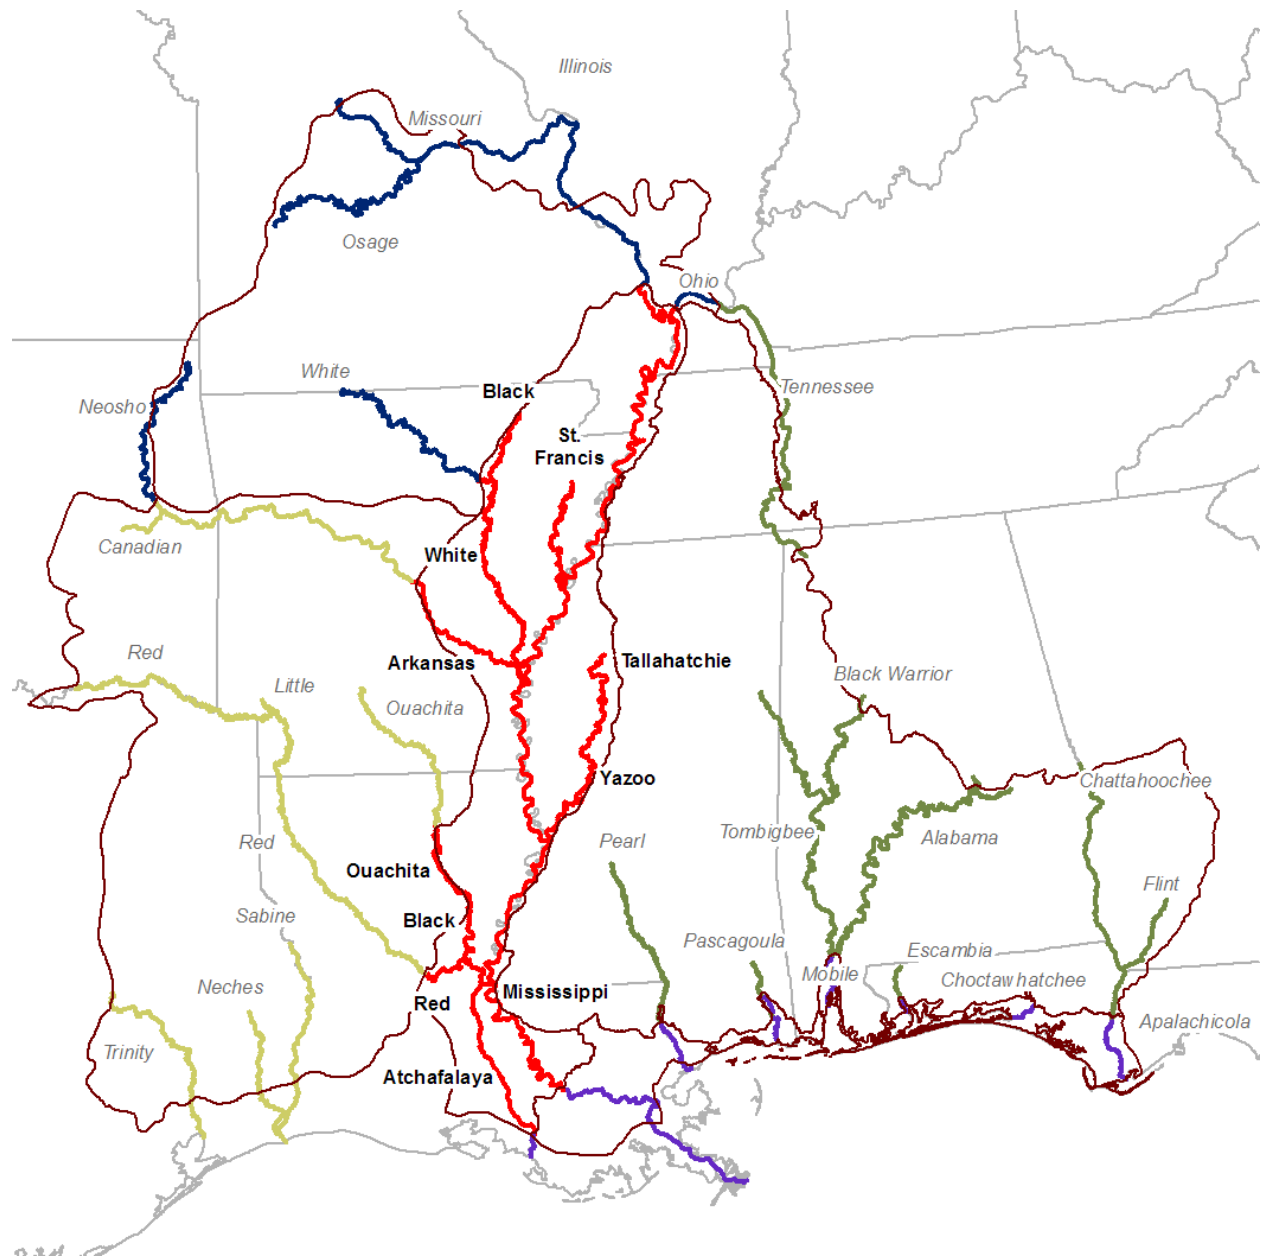 Illinois
Missouri
Osage
Ohio
White
Black
Tennessee
Neosho
St.
Francis
Canadian
White
Red
Arkansas
Tallahatchie
Little
Black Warrior
Ouachita
Yazoo
Chattahoochee
Red
Pearl
Tombigbee
Alabama
Ouachita
Flint
Black
Sabine
Pascagoula
Escambia
Neches
Mobile
Choctawhatchee
Red
Mississippi
Apalachicola
Trinity
Atchafalaya